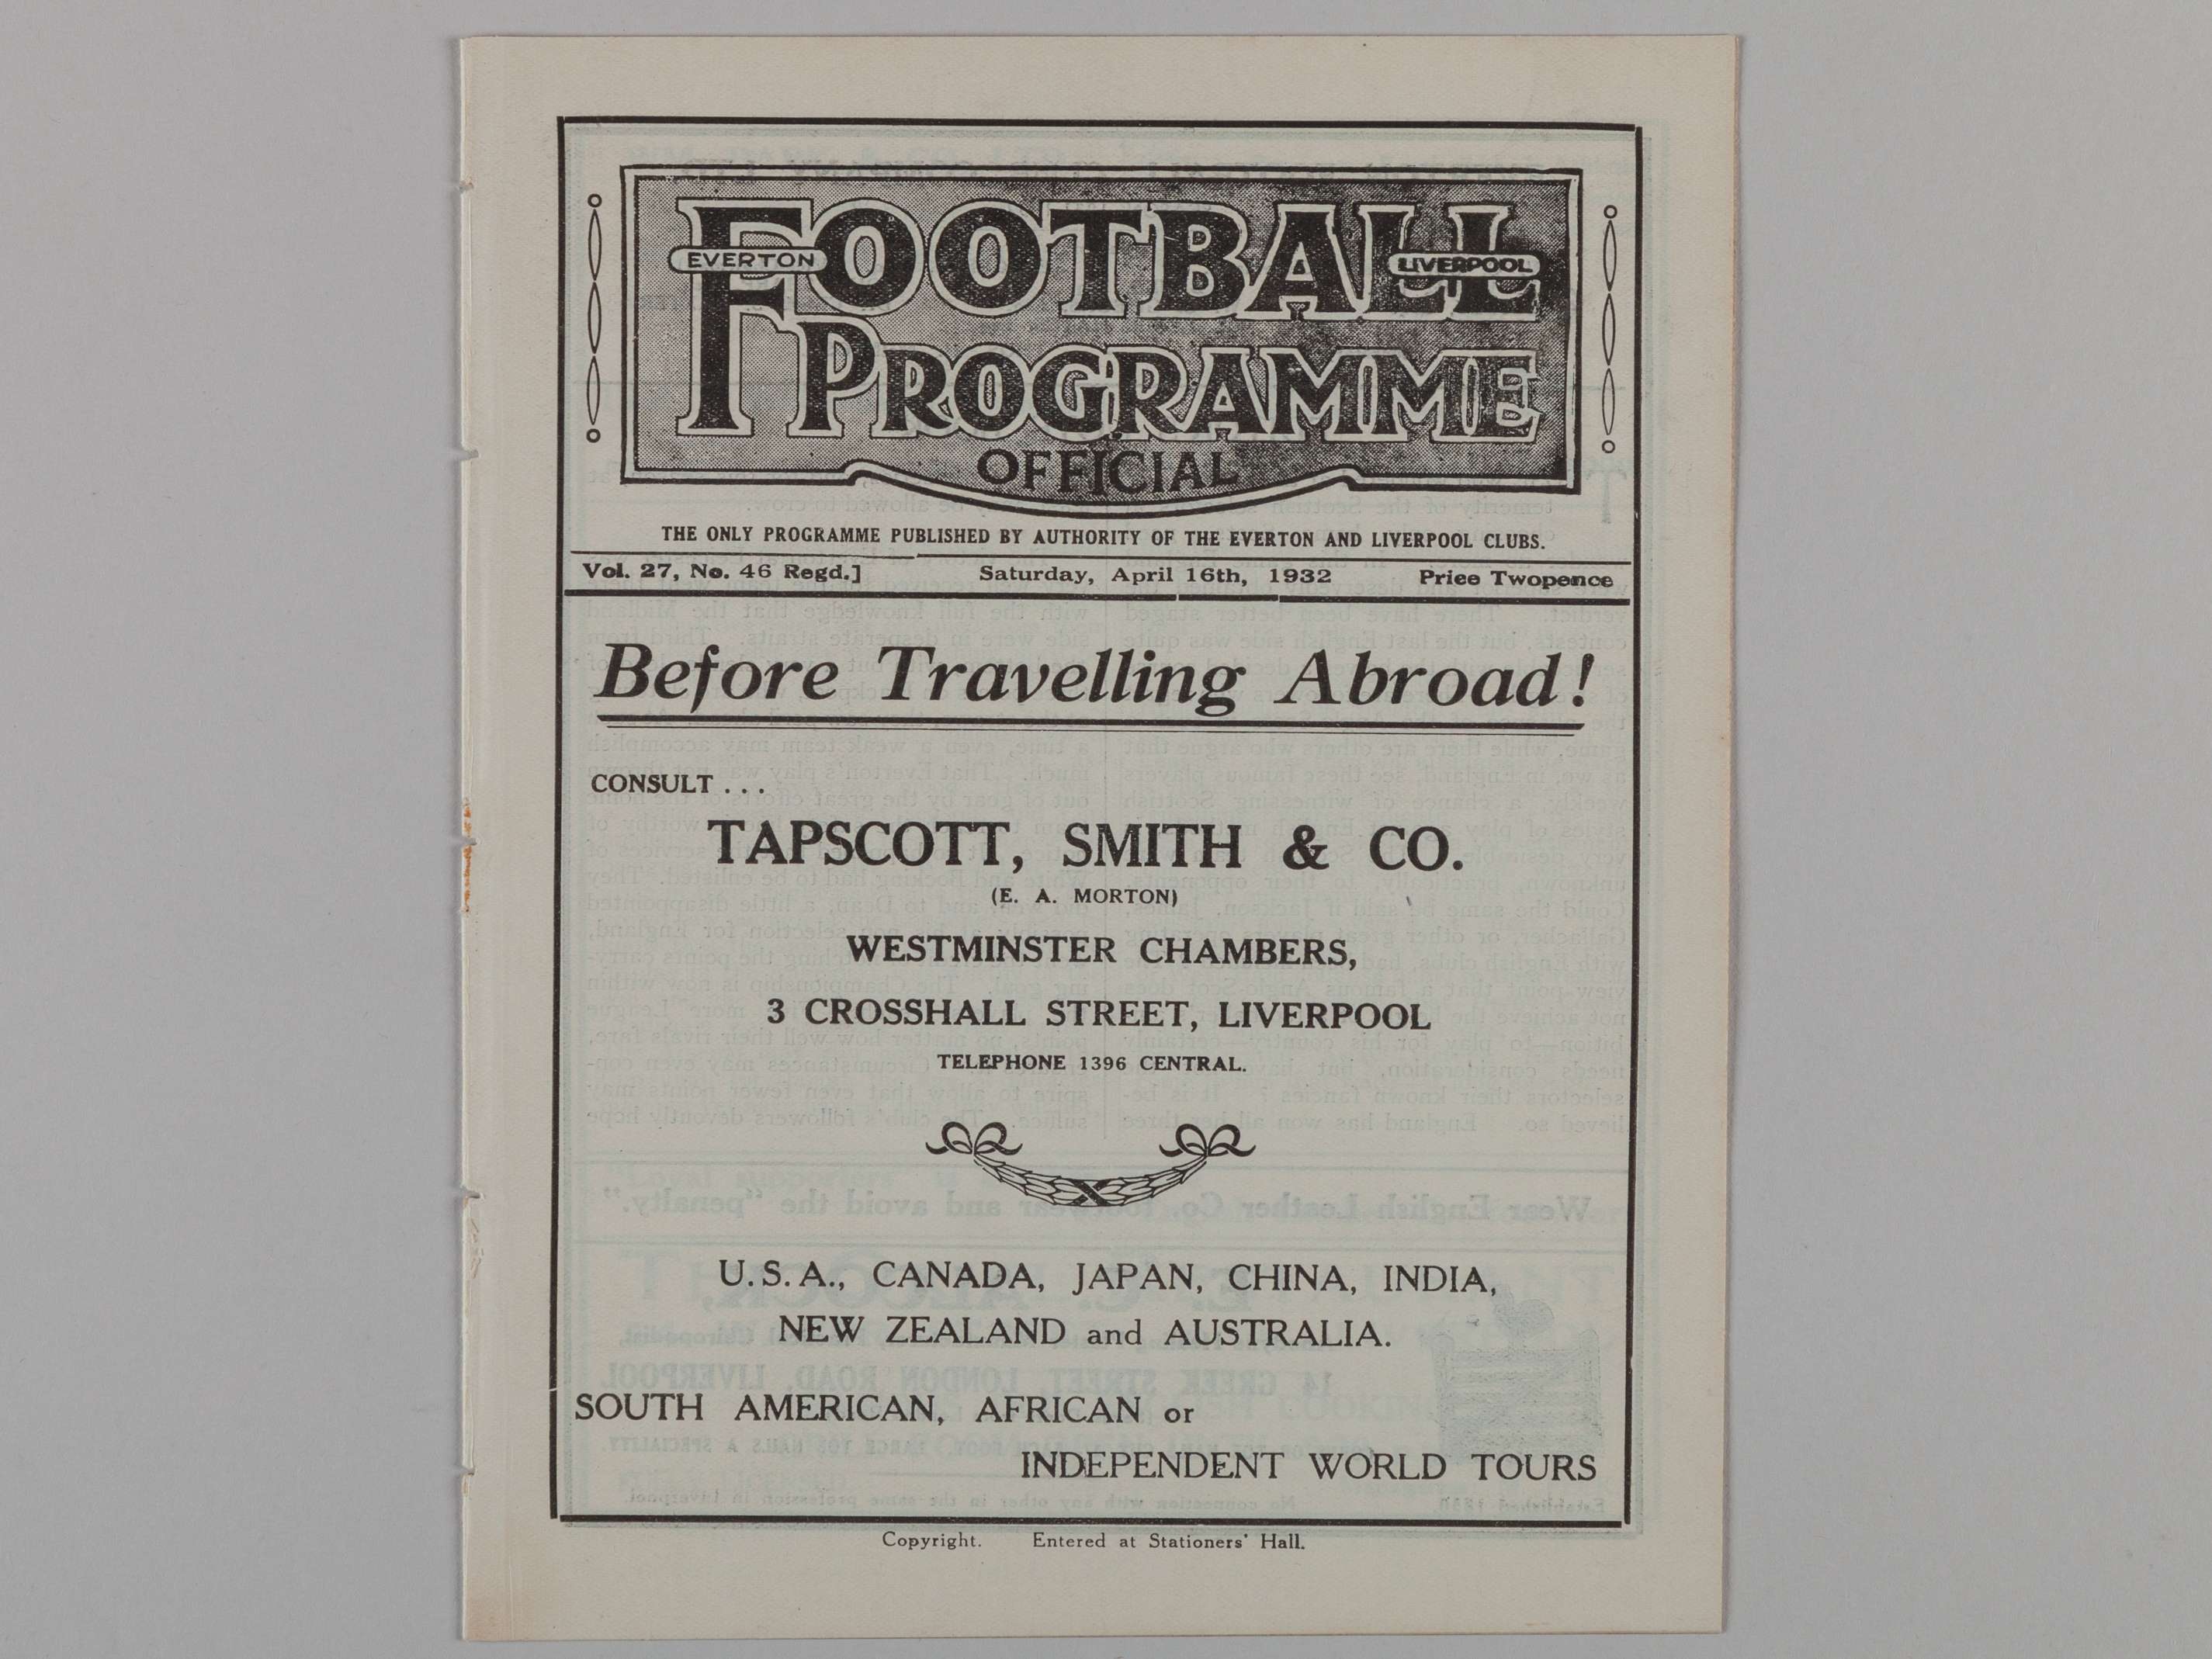 FOOTBALL
EVERTON
LIVERPOOL
PROGRAMME
OFFICIAL
THE ONLY PROGRAMME PUBLISHED BY AUTHORITY OF THE EVERTON AND LIVERPOOL CLUBS.
Vol. 27, No. 46 Regd.] Saturday, April 16th, 1932 Price Twopence
Before Travelling Abroad!
CONSULT . . .
TAPSCOTT, SMITH & CO.
(E. A. MORTON)
WESTMINSTER CHAMBERS,
3 CROSSHALL STREET, LIVERPOOL
TELEPHONE 1396 CENTRAL.
U.S.A., CANADA, JAPAN, CHINA, INDIA,
NEW ZEALAND and AUSTRALIA.
SOUTH AMERICAN, AFRICAN or
INDEPENDENT WORLD TOURS
Copyright. Entered at Stationers' Hall.